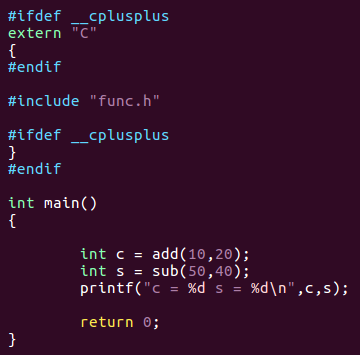 #ifdef __cplusplus
extern "C"
{
#endif
#include "func.h"
#ifdef __cplusplus
}
#endif
int main()
{
int c = add(10,20);
int s = sub(50,40);
printf("c = %d s = %d\n",c,s);
return 0;
}